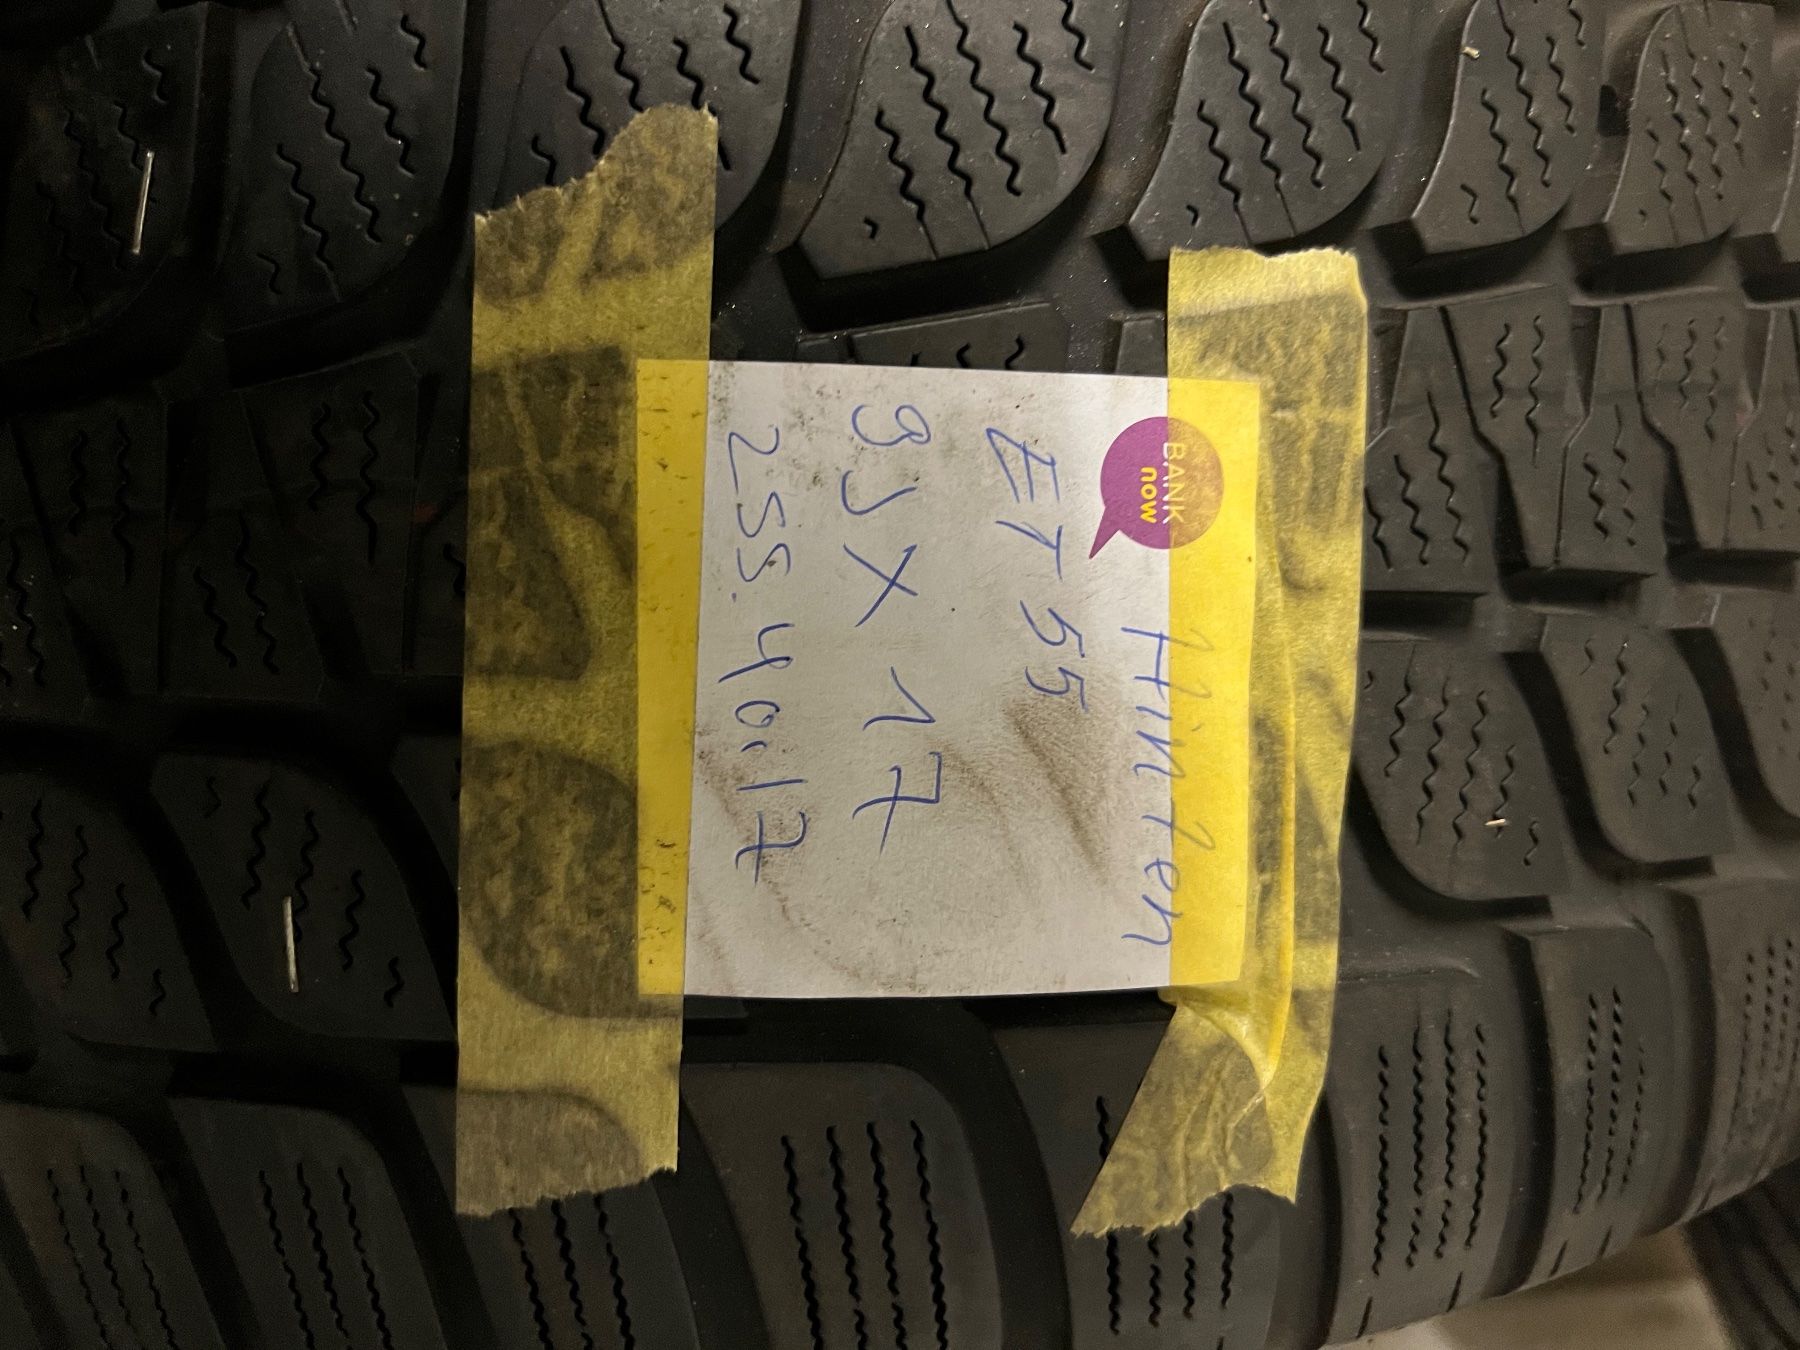 BANK
now
Hinten
ET 55
9J X 17
255.40.17